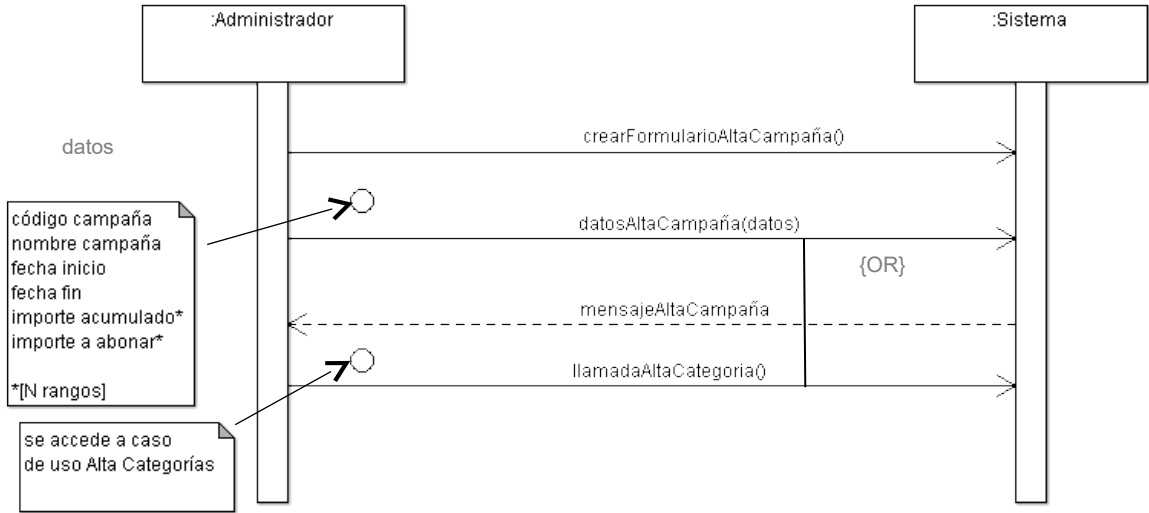 :Administrador
:Sistema
crearFormularioAltaCampaña()
datos
código campaña
nombre campaña
fecha inicio
fecha fin
importe acumulado*
importe a abonar*
*[N rangos]
datosAltaCampaña(datos)
{OR}
mensajeAltaCampaña
llamadaAltaCategoria()
se accede a caso
de uso Alta Categorías